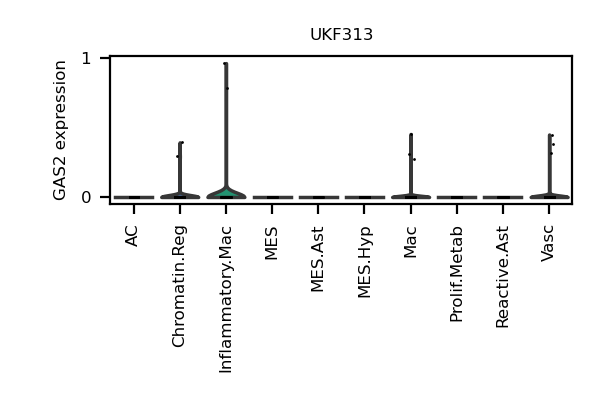 UKF313
GAS2 expression
1
0
AC
Chromatin.Reg
Inflammatory.Mac
MES
MES.Ast
MES.Hyp
Mac
Prolif.Metab
Reactive.Ast
Vasc